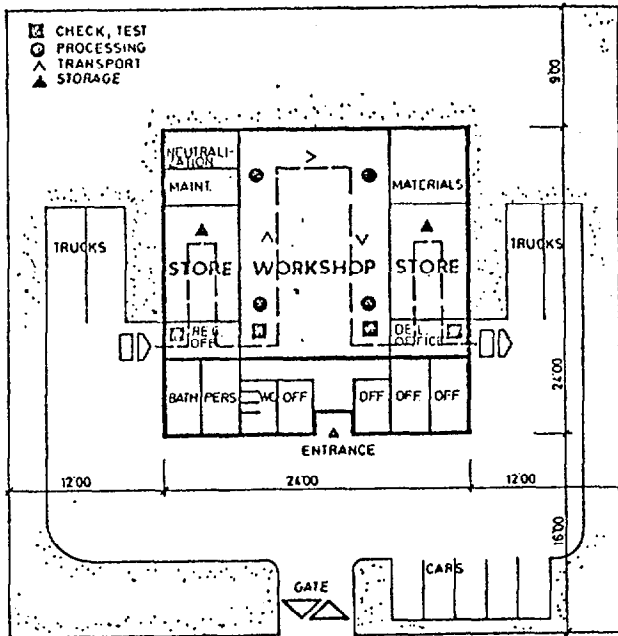 CHECK, TEST
PROCESSING
TRANSPORT
STORAGE
9'00
NEUTRALI-
ZATION
MAINT.
MATERIALS
TRUCKS
TRUCKS
STORE
WORKSHOP
STORE
REG.
OFF
DEL.
OFFICE
BATH
PERS
WC
OFF
OFF
OFF
OFF
24'00
ENTRANCE
12'00
24'00
12'00
16'00
CARS
GATE